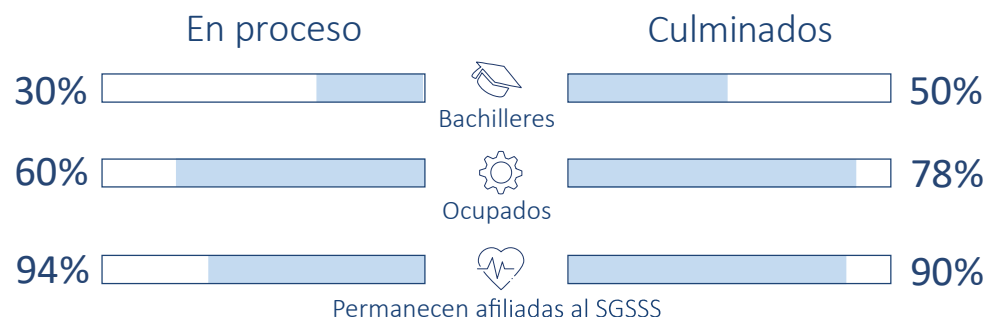 En proceso
Culminados
30%
50%
Bachilleres
60%
78%
Ocupados
94%
90%
Permanecen afiliadas al SGSSS